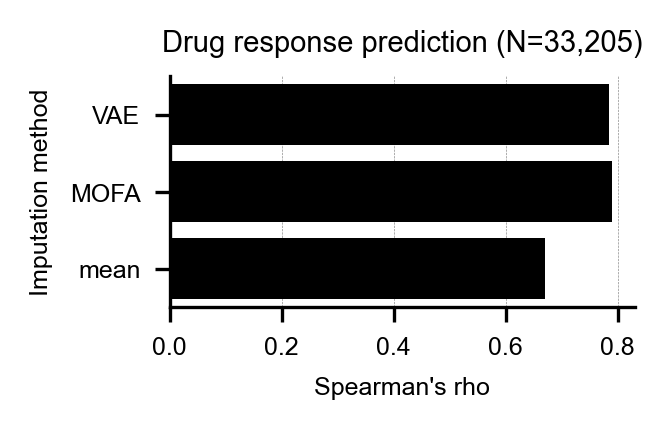 Drug response prediction (N=33,205)
Imputation method
VAE
MOFA
mean
0.0 0.2 0.4 0.6 0.8
Spearman's rho